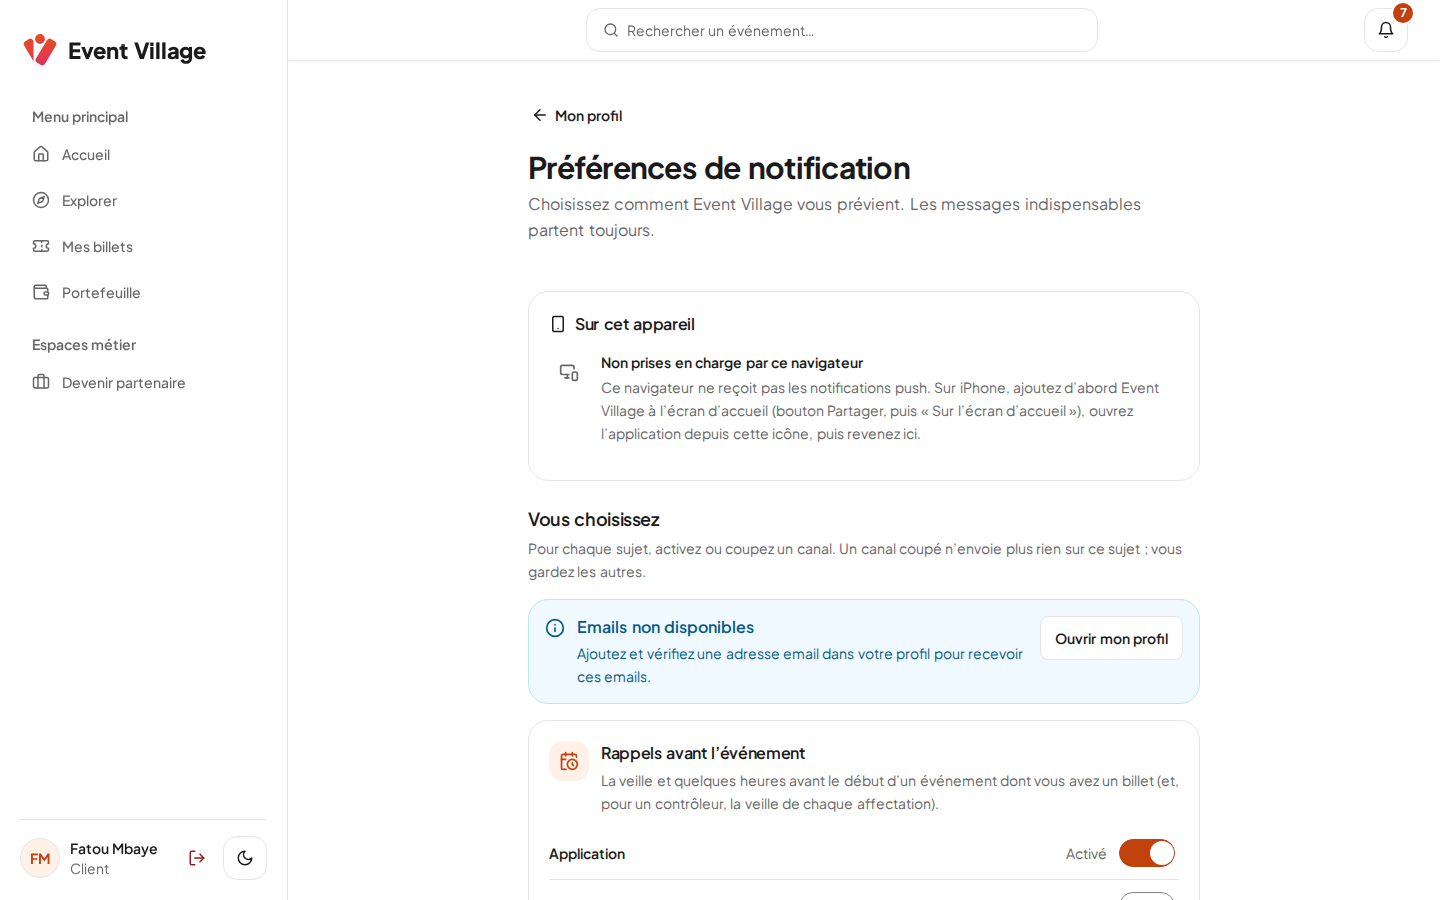 Event Village
Rechercher un événement...
7
Menu principal
Accueil
Explorer
Mes billets
Portefeuille
Espaces métier
Devenir partenaire
Mon profil
Préférences de notification
Choisissez comment Event Village vous prévient. Les messages indispensables
partent toujours.
Sur cet appareil
Non prises en charge par ce navigateur
Ce navigateur ne reçoit pas les notifications push. Sur iPhone, ajoutez d’abord Event
Village à l’écran d’accueil (bouton Partager, puis « Sur l’écran d’accueil »), ouvrez
l’application depuis cette icône, puis revenez ici.
Vous choisissez
Pour chaque sujet, activez ou coupez un canal. Un canal coupé n’envoie plus rien sur ce sujet ; vous
gardez les autres.
Emails non disponibles
Ajoutez et vérifiez une adresse email dans votre profil pour recevoir
ces emails.
Ouvrir mon profil
Rappels avant l’événement
La veille et quelques heures avant le début d’un événement dont vous avez un billet (et,
pour un contrôleur, la veille de chaque affectation).
Application
Activé
FM
Fatou Mbaye
Client